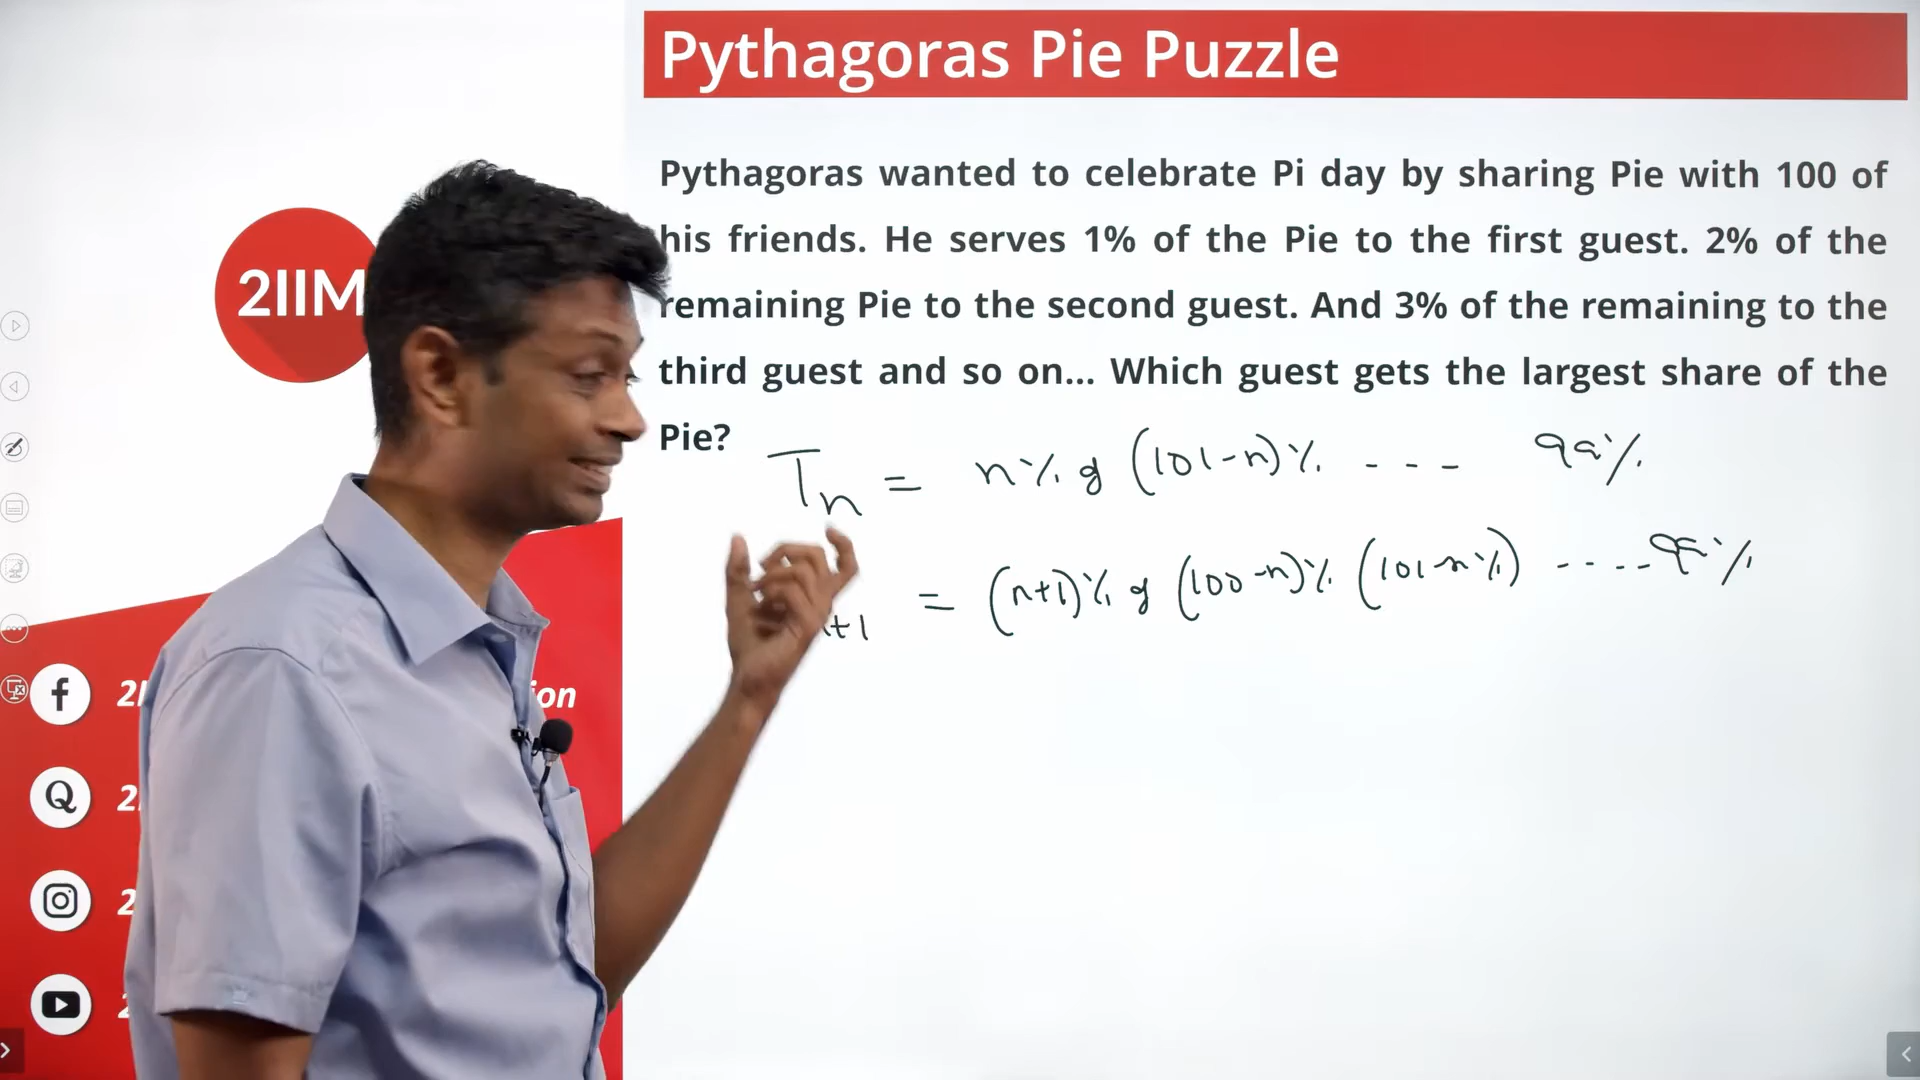 Pythagoras Pie Puzzle
Pythagoras wanted to celebrate Pi day by sharing Pie with 100 of
his friends. He serves 1% of the Pie to the first guest. 2% of the
remaining Pie to the second guest. And 3% of the remaining to the
third guest and so on... Which guest gets the largest share of the
Pie?
Tn = n% of (101-n)% - - - 99%
+1 = (n+1)% of (100-n)% (101-n%) ..... 99%
2IIM
f
Q
ion